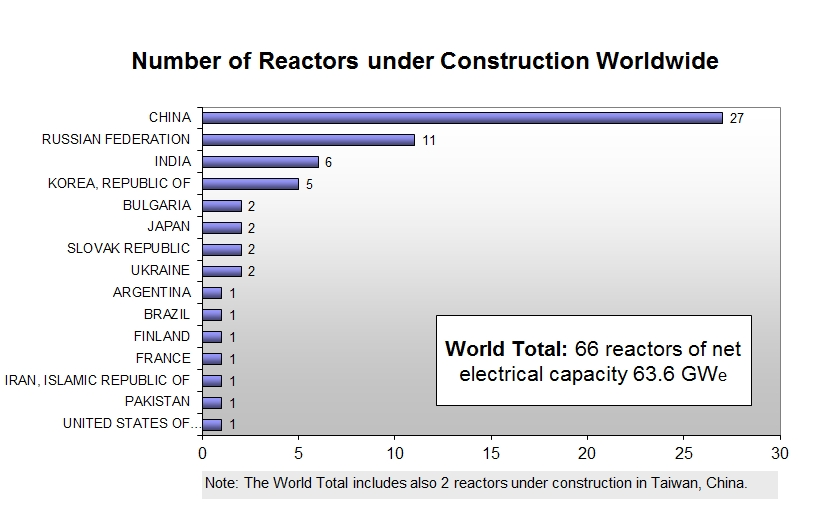 Number of Reactors under Construction Worldwide
CHINA 27
RUSSIAN FEDERATION 11
INDIA 6
KOREA, REPUBLIC OF 5
BULGARIA 2
JAPAN 2
SLOVAK REPUBLIC 2
UKRAINE 2
ARGENTINA 1
BRAZIL 1
FINLAND 1
FRANCE 1
IRAN, ISLAMIC REPUBLIC OF 1
PAKISTAN 1
UNITED STATES OF... 1
World Total: 66 reactors of net
electrical capacity 63.6 GWe
0 5 10 15 20 25 30
Note: The World Total includes also 2 reactors under construction in Taiwan, China.